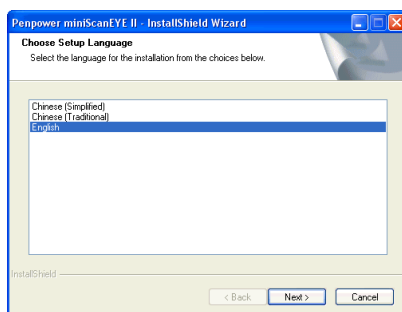 Penpower miniScanEYE II - InstallShield Wizard
Choose Setup Language
Select the language for the installation from the choices below.
Chinese (Simplified)
Chinese (Traditional)
English
InstallShield
< Back
Next >
Cancel